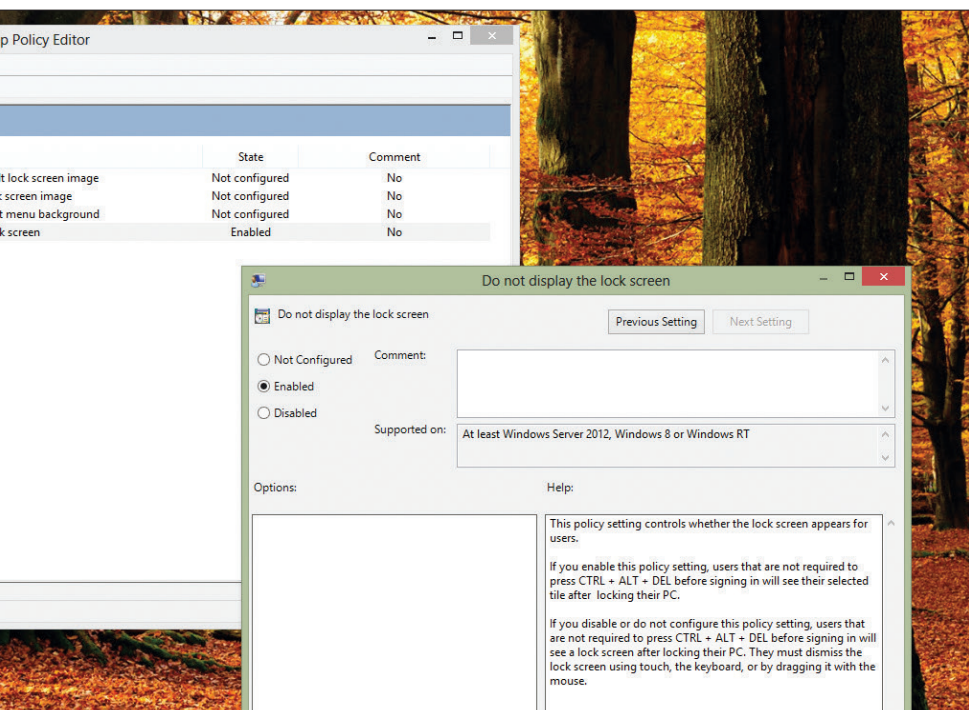 p Policy Editor
State Comment
lt lock screen image Not configured No
k screen image Not configured No
t menu background Not configured No
k screen Enabled No
Do not display the lock screen
Do not display the lock screen
Previous Setting Next Setting
Not Configured Comment:
Enabled
Disabled
Supported on: At least Windows Server 2012, Windows 8 or Windows RT
Options: Help:
This policy setting controls whether the lock screen appears for
users.
If you enable this policy setting, users that are not required to
press CTRL + ALT + DEL before signing in will see their selected
tile after locking their PC.
If you disable or do not configure this policy setting, users that
are not required to press CTRL + ALT + DEL before signing in will
see a lock screen after locking their PC. They must dismiss the
lock screen using touch, the keyboard, or by dragging it with the
mouse.